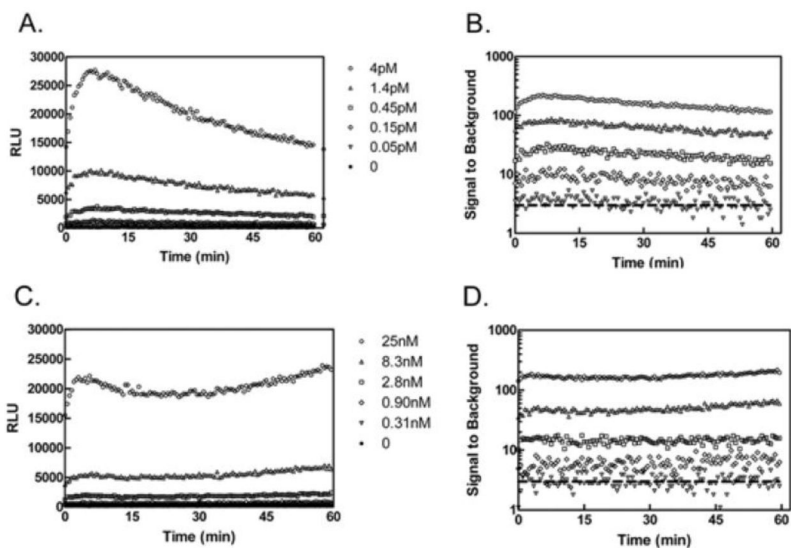 A.
30000
25000
20000
15000
10000
5000
0
RLU
0 15 30 45 60
Time (min)
4pM
1.4pM
0.45pM
0.15pM
0.05pM
0
B.
1000
100
10
1
Signal to Background
0 15 30 45 60
Time (min)
C.
30000
25000
20000
15000
10000
5000
0
RLU
0 15 30 45 60
Time (min)
25nM
8.3nM
2.8nM
0.90nM
0.31nM
0
D.
1000
100
10
1
Signal to Background
0 15 30 45 60
Time (min)